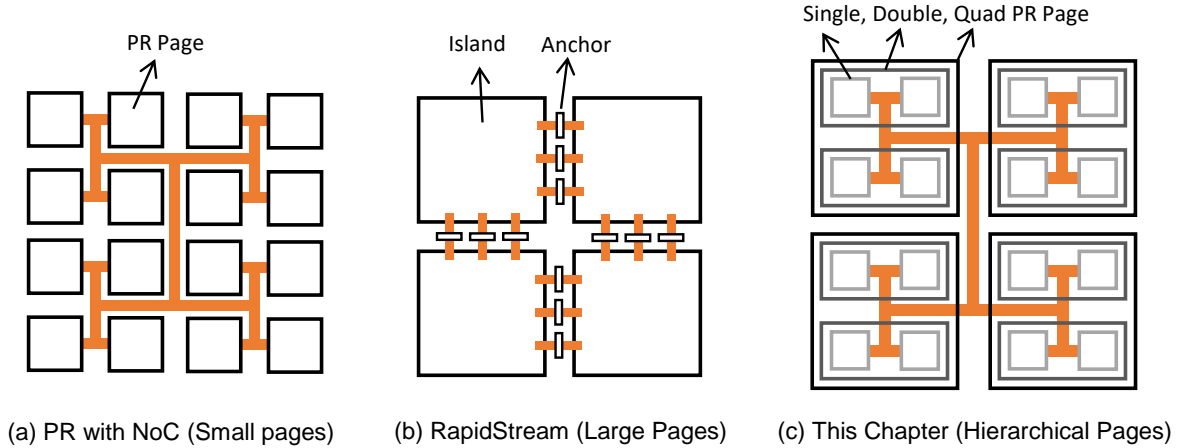 PR Page
Island
Anchor
Single, Double, Quad PR Page
(a) PR with NoC (Small pages)
(b) RapidStream (Large Pages)
(c) This Chapter (Hierarchical Pages)